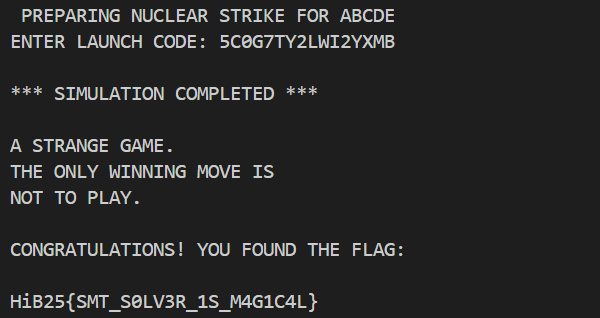 PREPARING NUCLEAR STRIKE FOR ABCDE
ENTER LAUNCH CODE: 5C0G7TY2LWI2YXMB
*** SIMULATION COMPLETED ***
A STRANGE GAME.
THE ONLY WINNING MOVE IS
NOT TO PLAY.
CONGRATULATIONS! YOU FOUND THE FLAG:
HiB25{SMT_S0LV3R_1S_M4G1C4L}